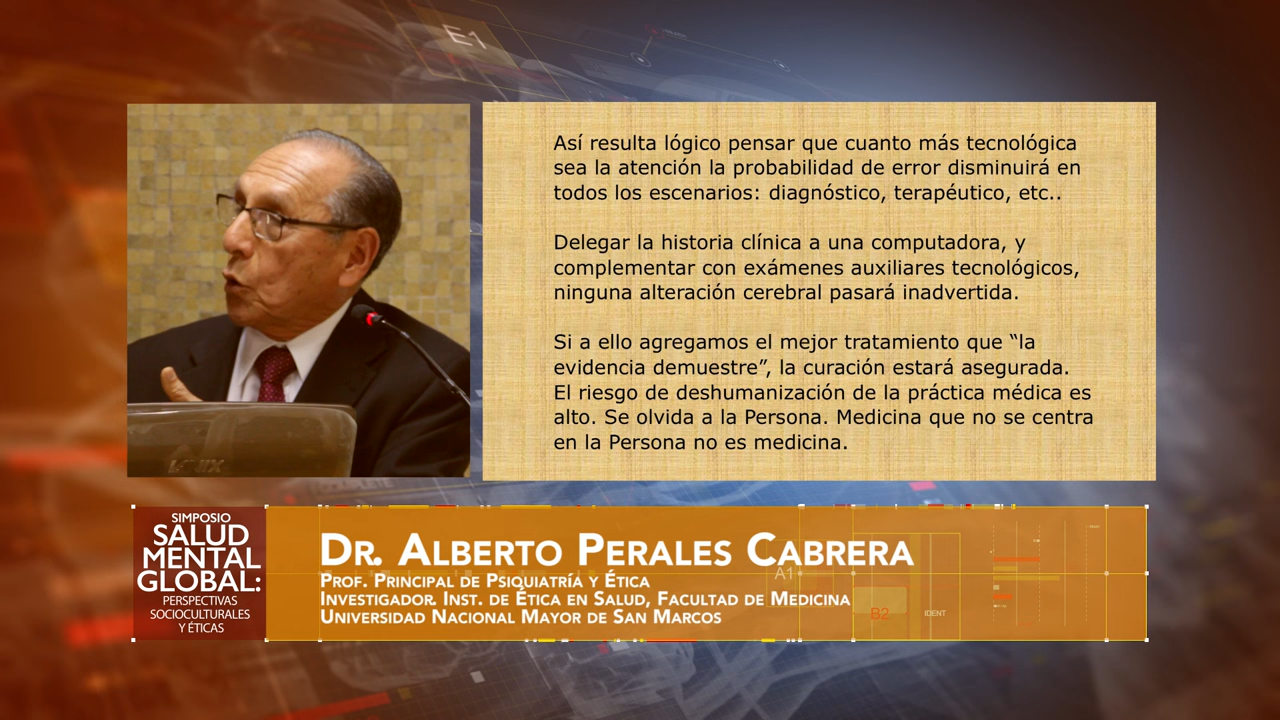 E1
Así resulta lógico pensar que cuanto más tecnológica
sea la atención la probabilidad de error disminuirá en
todos los escenarios: diagnóstico, terapéutico, etc..
Delegar la historia clínica a una computadora, y
complementar con exámenes auxiliares tecnológicos,
ninguna alteración cerebral pasará inadvertida.
Si a ello agregamos el mejor tratamiento que “la
evidencia demuestre”, la curación estará asegurada.
El riesgo de deshumanización de la práctica médica es
alto. Se olvida a la Persona. Medicina que no se centra
en la Persona no es medicina.
SIMPOSIO
SALUD
MENTAL
GLOBAL:
PERSPECTIVAS
SOCIOCULTURALES
Y ÉTICAS
DR. ALBERTO PERALES CABRERA
PROF. PRINCIPAL DE PSIQUIATRÍA Y ÉTICA
INVESTIGADOR. INST. DE ÉTICA EN SALUD, FACULTAD DE MEDICINA
UNIVERSIDAD NACIONAL MAYOR DE SAN MARCOS
A1
B2
IDENT